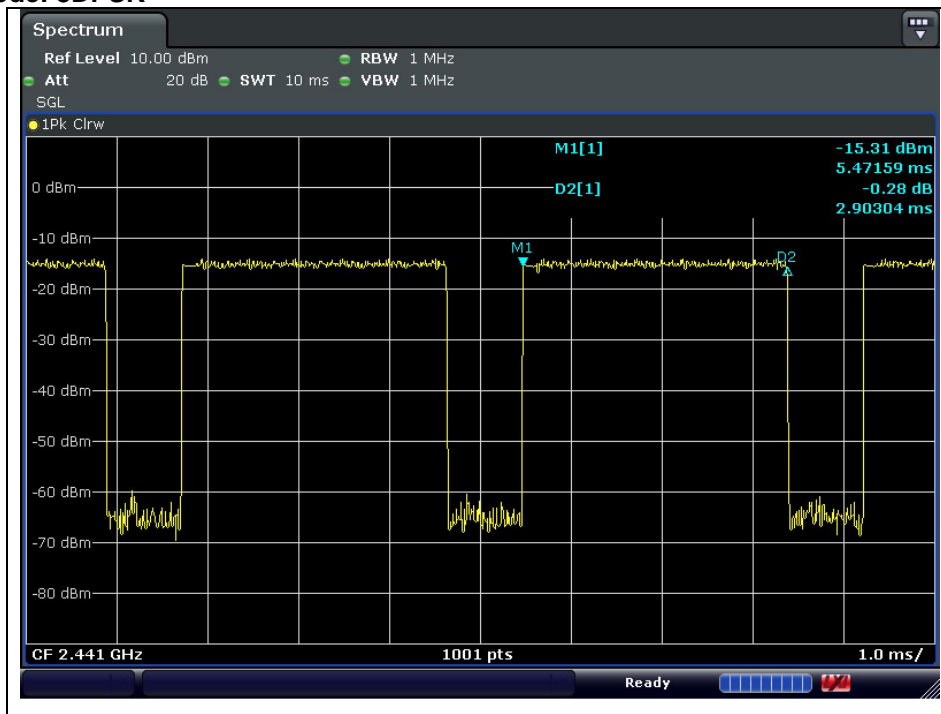 Spectrum
Ref Level 10.00 dBm RBW 1 MHz
Att 20 dB SWT 10 ms VBW 1 MHz
SGL
1Pk Clrw
M1[1] -15.31 dBm
5.47159 ms
0 dBm D2[1] -0.28 dB
2.90304 ms
-10 dBm
M1
D2
-20 dBm
-30 dBm
-40 dBm
-50 dBm
-60 dBm
-70 dBm
-80 dBm
CF 2.441 GHz 1001 pts 1.0 ms/
Ready